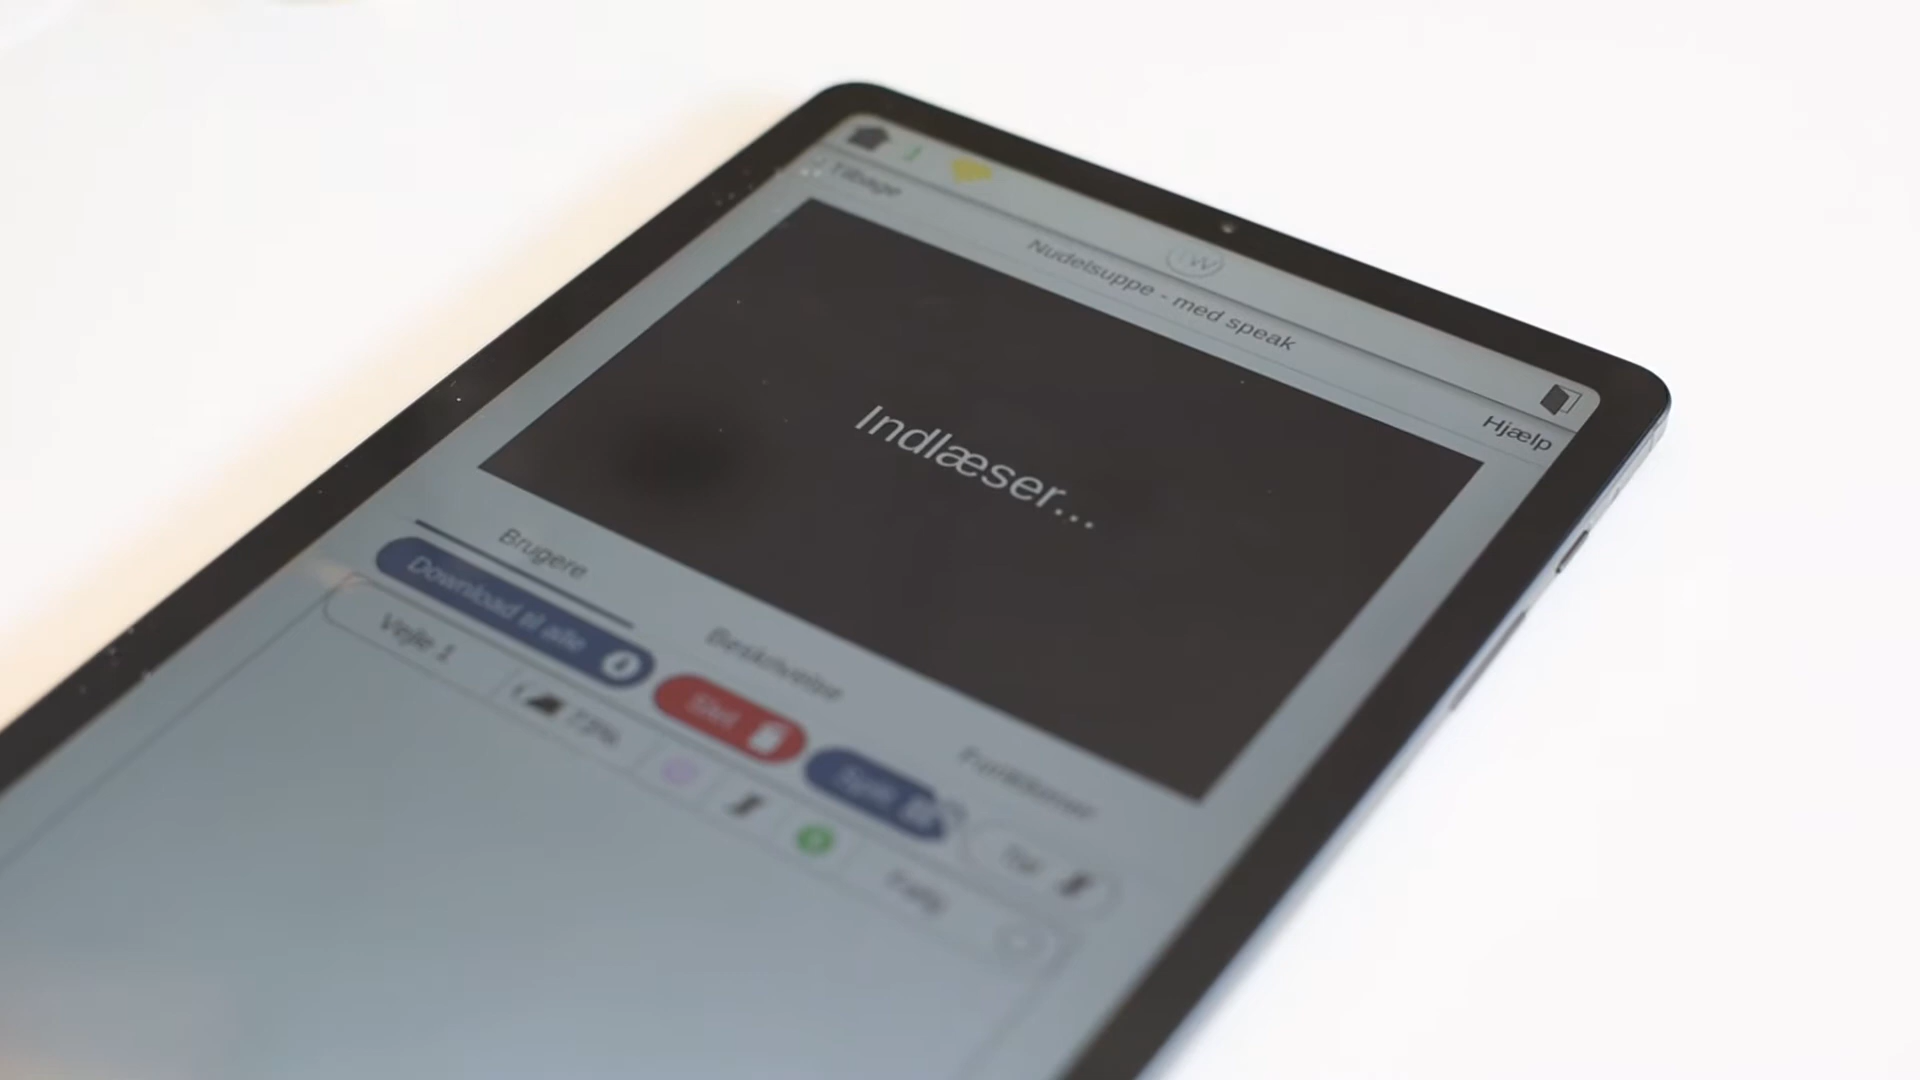 Tilbage
Nudelsuppe - med speak
Hjælp
Indlæser...
Brugere
Beskrivelse
Funktioner
Download til alle
Slet
Vejle 1